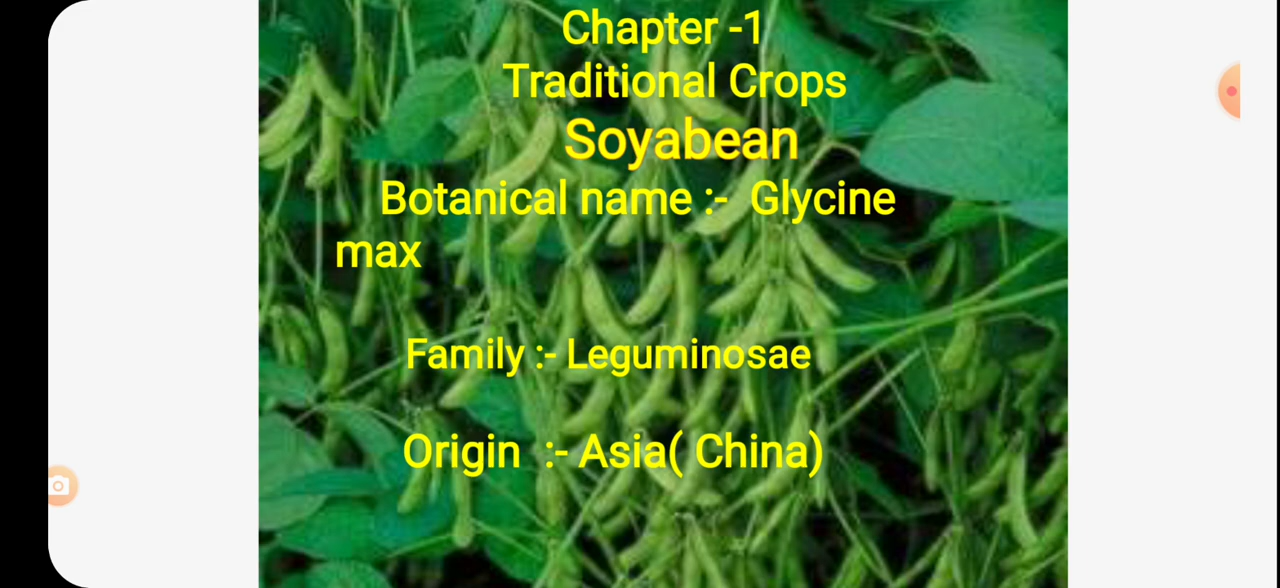 Chapter -1
Traditional Crops
Soyabean
Botanical name :- Glycine
max
Family :- Leguminosae
Origin :- Asia( China)